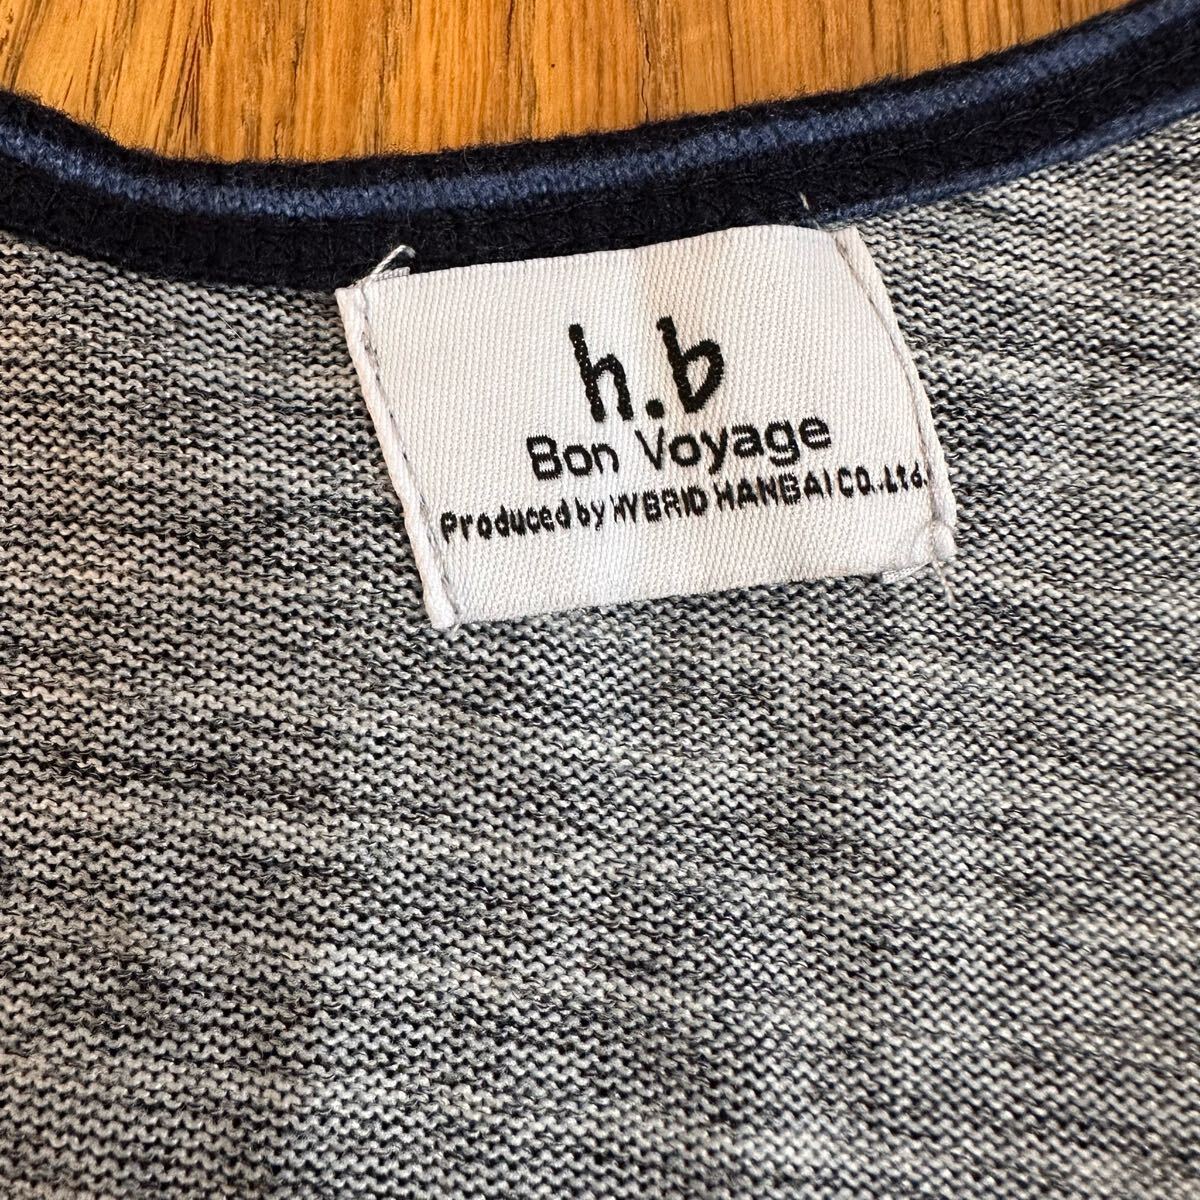 h.b
Bon Voyage
Produced by HYBRID HANBAI CO.,Ltd.